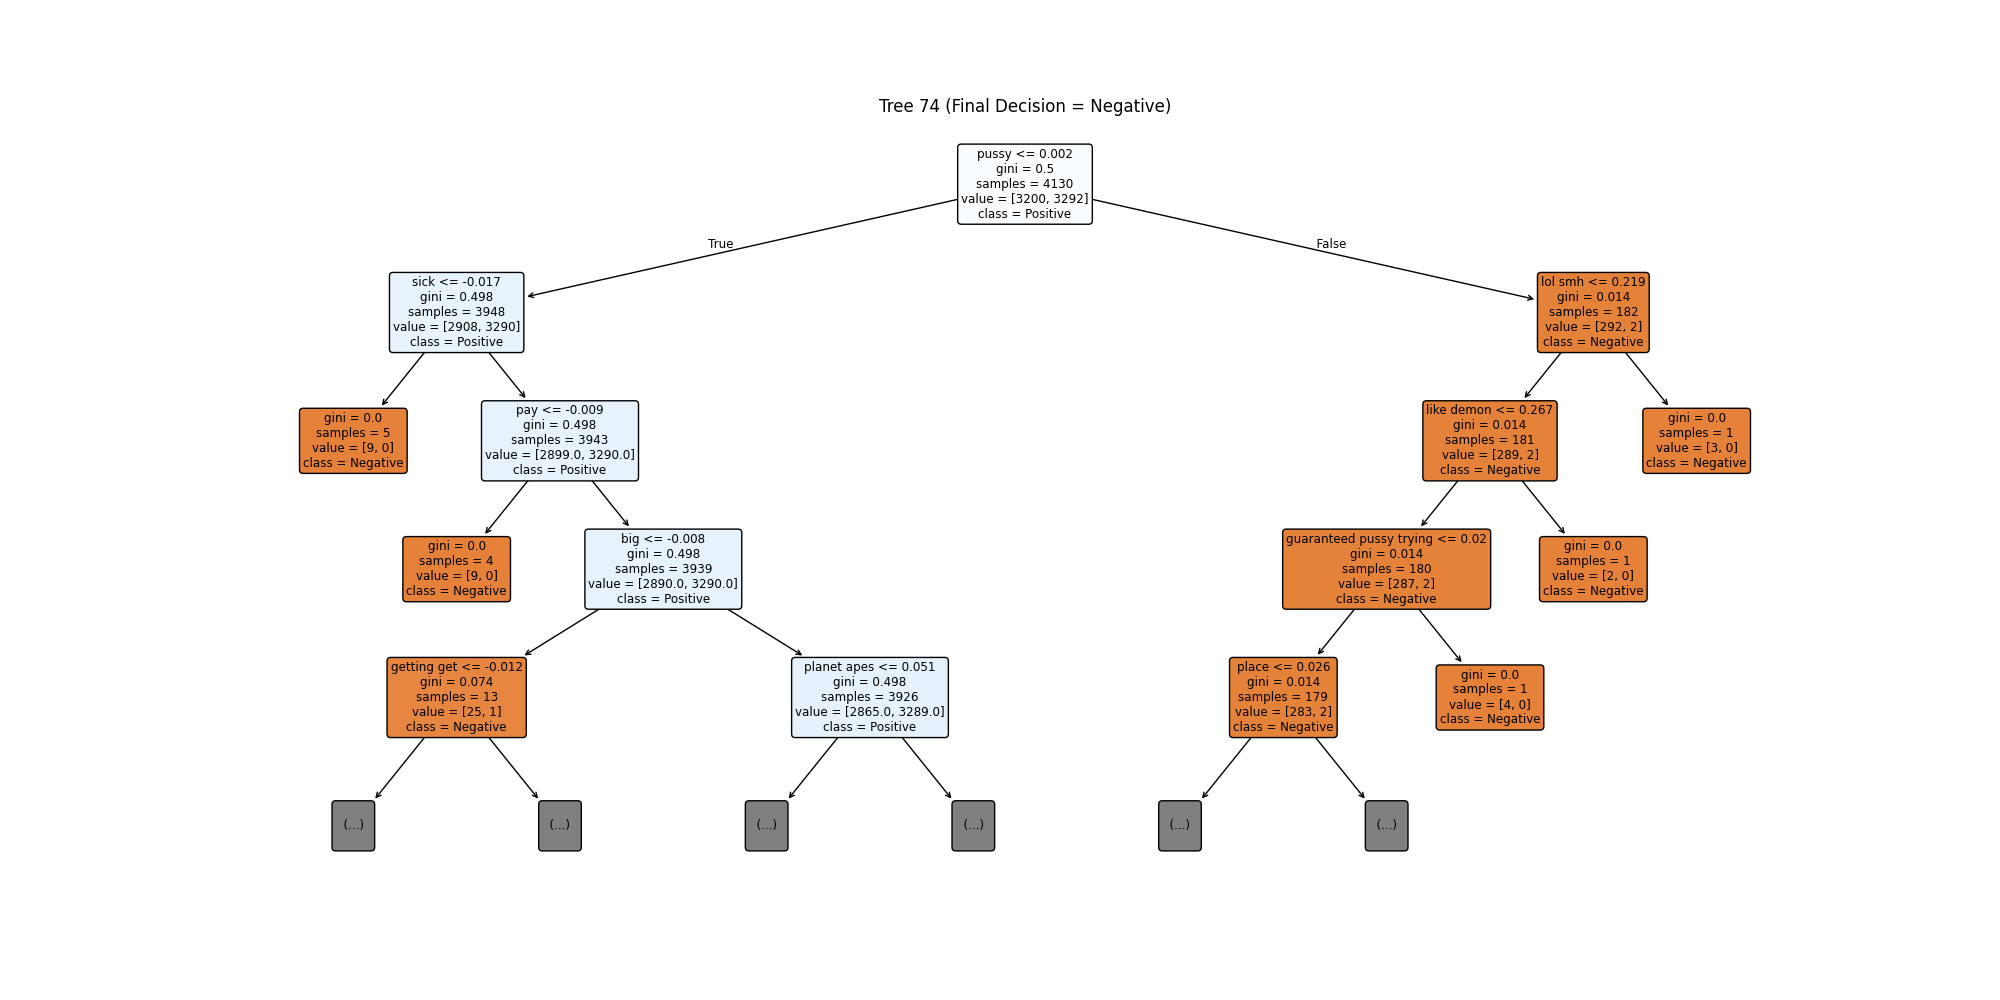 Tree 74 (Final Decision = Negative)
pussy <= 0.002
gini = 0.5
samples = 4130
value = [3200, 3292]
class = Positive
True
False
sick <= -0.017
gini = 0.498
samples = 3948
value = [2908, 3290]
class = Positive
lol smh <= 0.219
gini = 0.014
samples = 182
value = [292, 2]
class = Negative
gini = 0.0
samples = 5
value = [9, 0]
class = Negative
pay <= -0.009
gini = 0.498
samples = 3943
value = [2899.0, 3290.0]
class = Positive
like demon <= 0.267
gini = 0.014
samples = 181
value = [289, 2]
class = Negative
gini = 0.0
samples = 1
value = [3, 0]
class = Negative
gini = 0.0
samples = 4
value = [9, 0]
class = Negative
big <= -0.008
gini = 0.498
samples = 3939
value = [2890.0, 3290.0]
class = Positive
guaranteed pussy trying <= 0.02
gini = 0.014
samples = 180
value = [287, 2]
class = Negative
gini = 0.0
samples = 1
value = [2, 0]
class = Negative
getting get <= -0.012
gini = 0.074
samples = 13
value = [25, 1]
class = Negative
planet apes <= 0.051
gini = 0.498
samples = 3926
value = [2865.0, 3289.0]
class = Positive
place <= 0.026
gini = 0.014
samples = 179
value = [283, 2]
class = Negative
gini = 0.0
samples = 1
value = [4, 0]
class = Negative
(...)
(...)
(...)
(...)
(...)
(...)